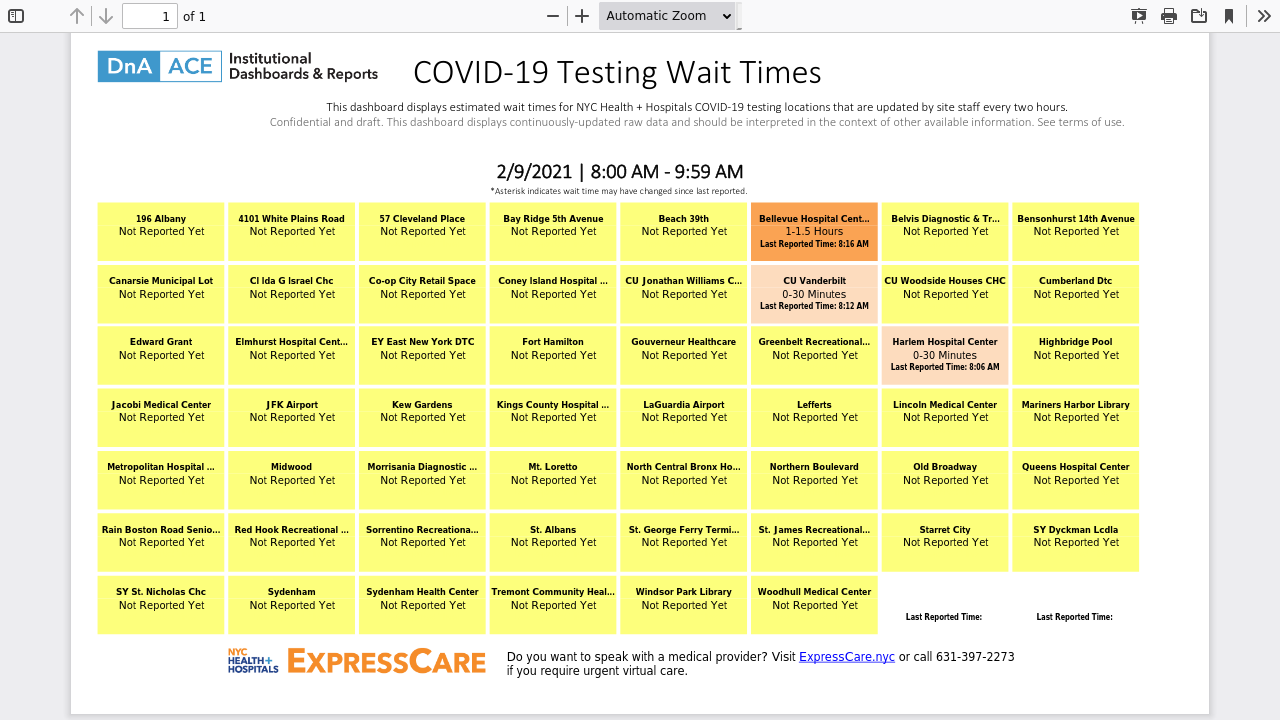 1 of 1 Automatic Zoom
DnA ACE Institutional Dashboards & Reports
COVID-19 Testing Wait Times
This dashboard displays estimated wait times for NYC Health + Hospitals COVID-19 testing locations that are updated by site staff every two hours.
Confidential and draft. This dashboard displays continuously-updated raw data and should be interpreted in the context of other available information. See terms of use.
2/9/2021 | 8:00 AM - 9:59 AM
*Asterisk indicates wait time may have changed since last reported.
196 Albany 4101 White Plains Road 57 Cleveland Place Bay Ridge 5th Avenue Beach 39th Bellevue Hospital Cent... Belvis Diagnostic & Tr... Bensonhurst 14th Avenue
Not Reported Yet Not Reported Yet Not Reported Yet Not Reported Yet Not Reported Yet 1-1.5 Hours Not Reported Yet Not Reported Yet
Last Reported Time: 8:16 AM
Canarsie Municipal Lot CI Ida G Israel Chc Co-op City Retail Space Coney Island Hospital ... CU Jonathan Williams C... CU Vanderbilt CU Woodside Houses CHC Cumberland Dtc
Not Reported Yet Not Reported Yet Not Reported Yet Not Reported Yet Not Reported Yet 0-30 Minutes Not Reported Yet Not Reported Yet
Last Reported Time: 8:12 AM
Edward Grant Elmhurst Hospital Cent... EY East New York DTC Fort Hamilton Gouverneur Healthcare Greenbelt Recreational... Harlem Hospital Center Highbridge Pool
Not Reported Yet Not Reported Yet Not Reported Yet Not Reported Yet Not Reported Yet Not Reported Yet 0-30 Minutes Not Reported Yet
Last Reported Time: 8:06 AM
Jacobi Medical Center JFK Airport Kew Gardens Kings County Hospital ... LaGuardia Airport Lefferts Lincoln Medical Center Mariners Harbor Library
Not Reported Yet Not Reported Yet Not Reported Yet Not Reported Yet Not Reported Yet Not Reported Yet Not Reported Yet Not Reported Yet
Metropolitan Hospital ... Midwood Morrisania Diagnostic ... Mt. Loretto North Central Bronx Ho... Northern Boulevard Old Broadway Queens Hospital Center
Not Reported Yet Not Reported Yet Not Reported Yet Not Reported Yet Not Reported Yet Not Reported Yet Not Reported Yet Not Reported Yet
Rain Boston Road Senio... Red Hook Recreational ... Sorrentino Recreationa... St. Albans St. George Ferry Termi... St. James Recreational... Starret City SY Dyckman Lcdla
Not Reported Yet Not Reported Yet Not Reported Yet Not Reported Yet Not Reported Yet Not Reported Yet Not Reported Yet Not Reported Yet
SY St. Nicholas Chc Sydenham Sydenham Health Center Tremont Community Heal... Windsor Park Library Woodhull Medical Center
Not Reported Yet Not Reported Yet Not Reported Yet Not Reported Yet Not Reported Yet Not Reported Yet
Last Reported Time: Last Reported Time:
NYC HEALTH+ HOSPITALS EXPRESSCARE
Do you want to speak with a medical provider? Visit ExpressCare.nyc or call 631-397-2273
if you require urgent virtual care.